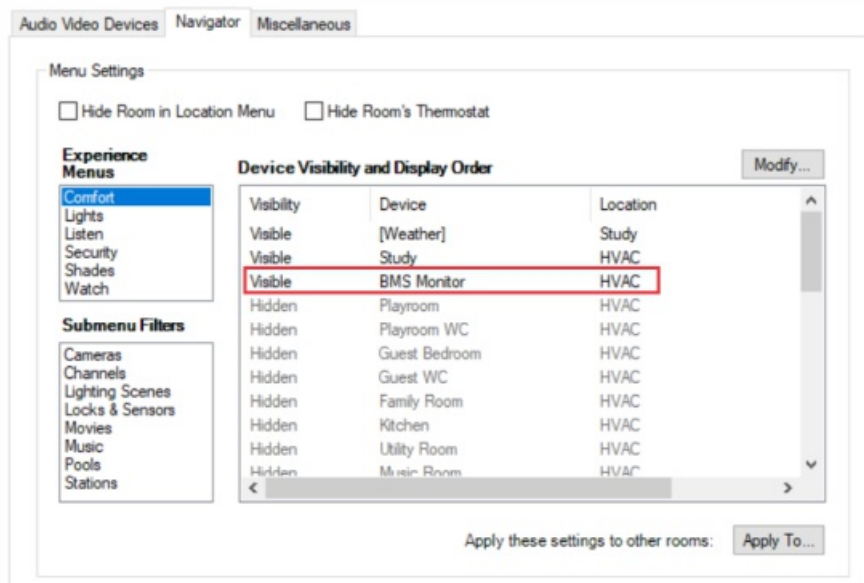 Audio Video Devices Navigator Miscellaneous
Menu Settings
Hide Room in Location Menu Hide Room's Thermostat
Experience
Menus
Comfort
Lights
Listen
Security
Shades
Watch
Submenu Filters
Cameras
Channels
Lighting Scenes
Locks & Sensors
Movies
Music
Pools
Stations
Device Visibility and Display Order Modify...
Visibility Device Location
Visible [Weather] Study
Visible Study HVAC
Visible BMS Monitor HVAC
Hidden Playroom HVAC
Hidden Playroom WC HVAC
Hidden Guest Bedroom HVAC
Hidden Guest WC HVAC
Hidden Family Room HVAC
Hidden Kitchen HVAC
Hidden Utility Room HVAC
Hidden Music Room HVAC
Apply these settings to other rooms: Apply To...